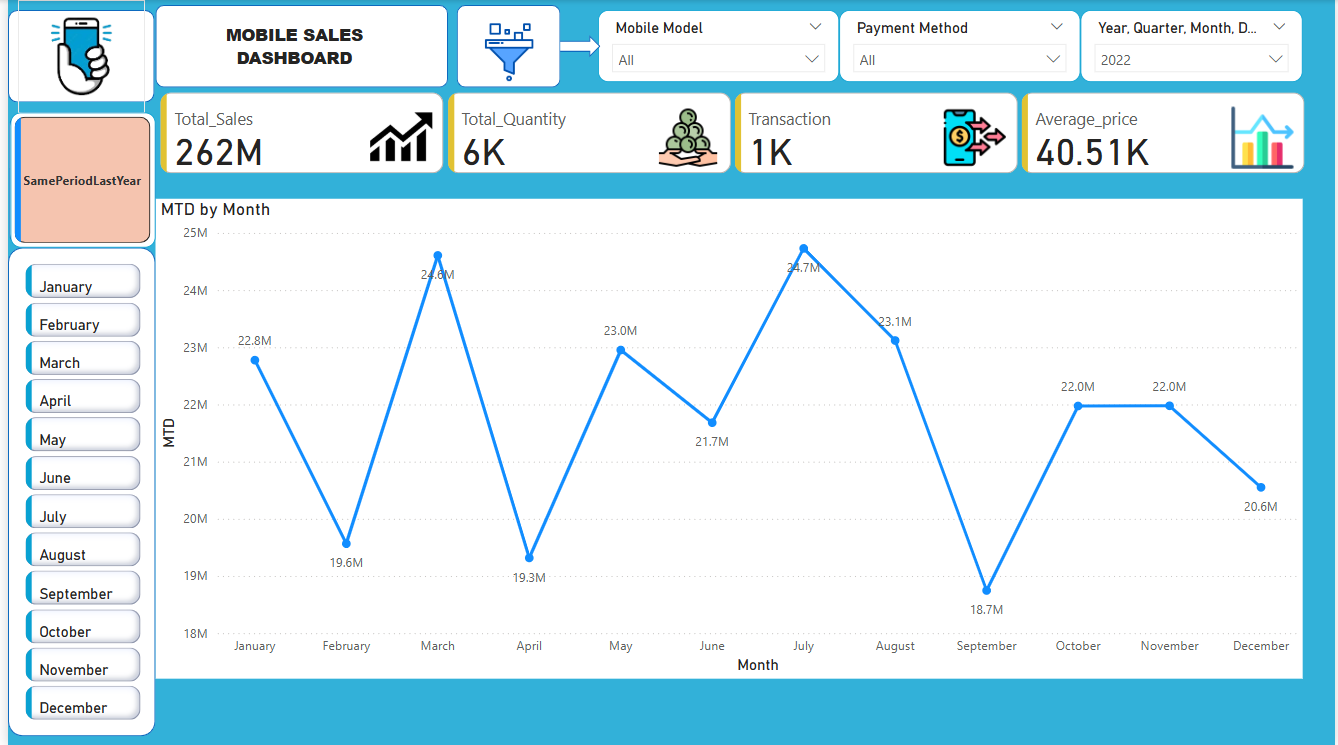 MOBILE SALES
DASHBOARD
Mobile Model
All
Payment Method
All
Year, Quarter, Month, D...
2022
Total_Sales
262M
Total_Quantity
6K
Transaction
1K
$
Average_price
40.51K
SamePeriodLastYear
January
February
March
April
May
June
July
August
September
October
November
December
MTD by Month
MTD
25M
24M
23M
22M
21M
20M
19M
18M
22.8M
19.6M
24.6M
19.3M
23.0M
21.7M
24.7M
23.1M
18.7M
22.0M
22.0M
20.6M
January February March April May June July August September October November December
Month